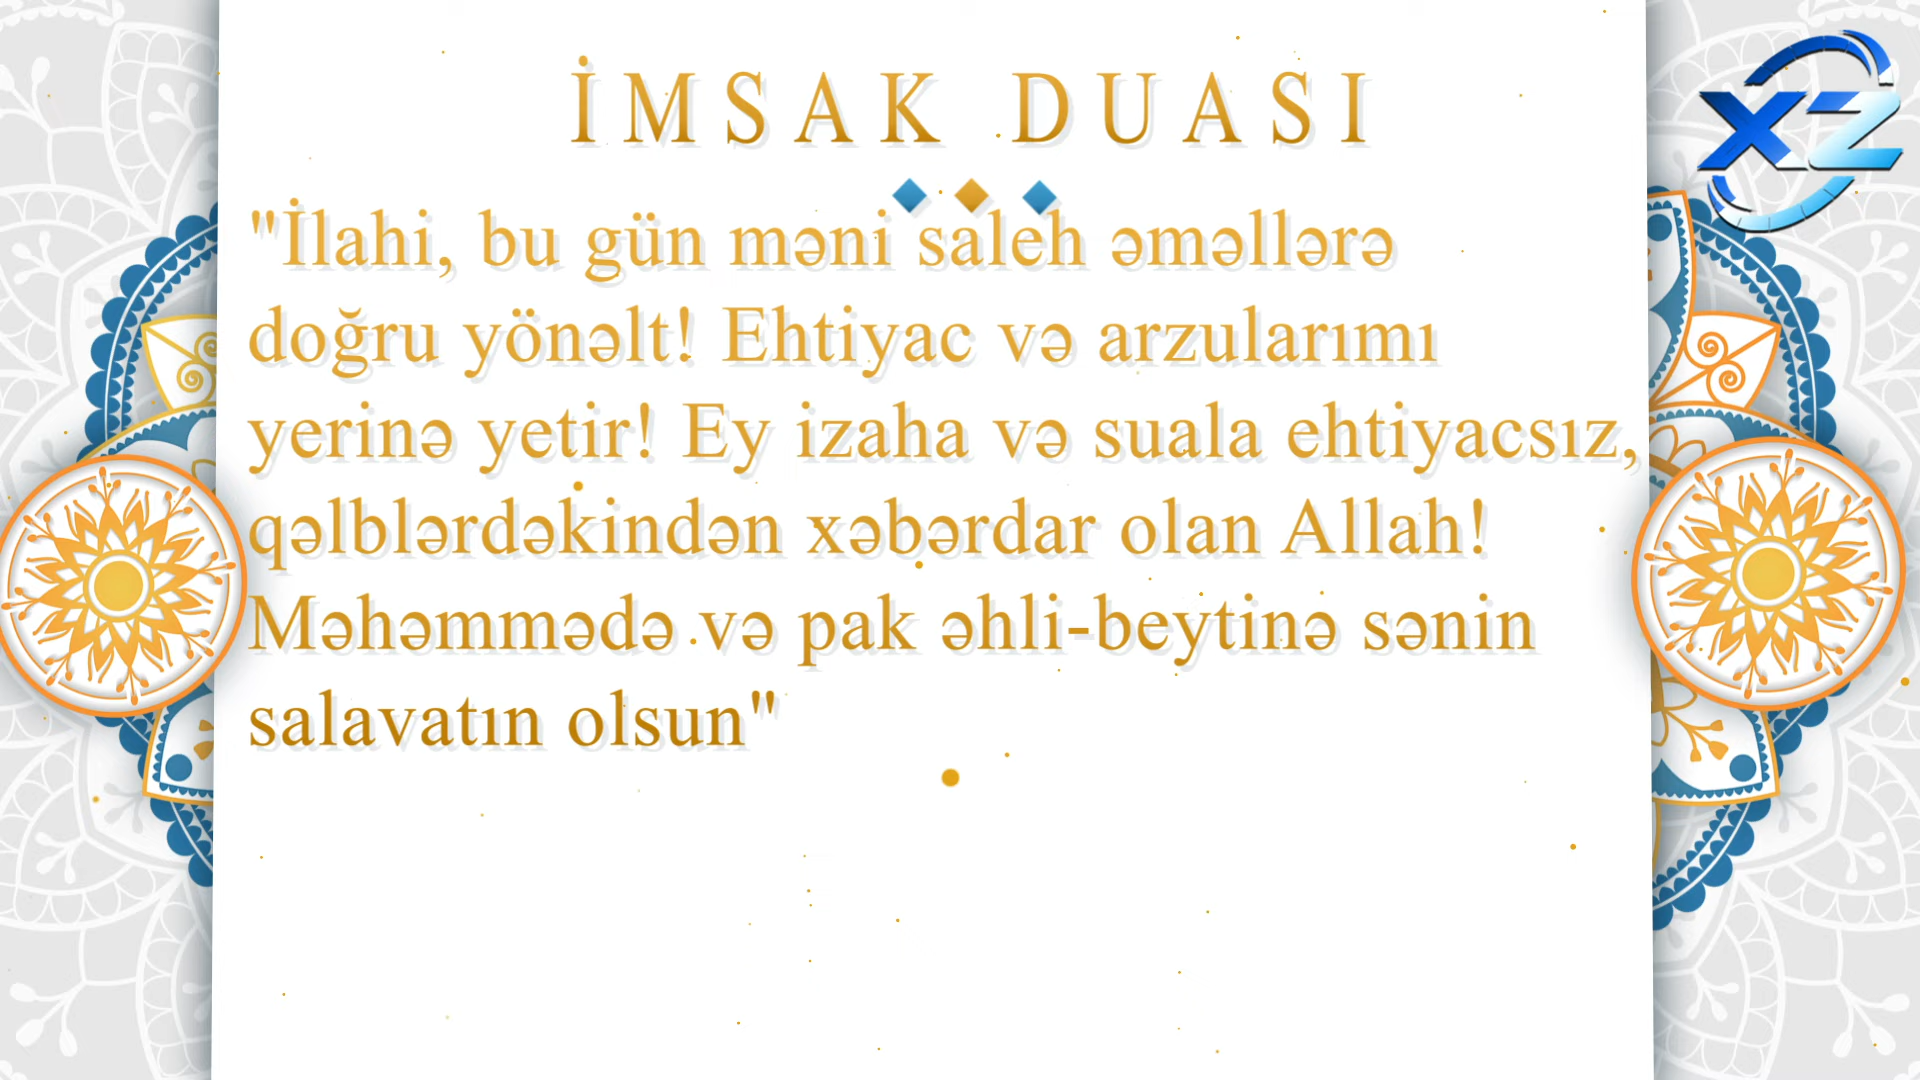 İMSAK DUASI
XZ
"İlahi, bu gün məni saleh əməllərə
doğru yönəlt! Ehtiyac və arzularımı
yerinə yetir! Ey izaha və suala ehtiyacsız,
qəlblərdəkindən xəbərdar olan Allah!
Məhəmmədə və pak əhli-beytinə sənin
salavatın olsun"